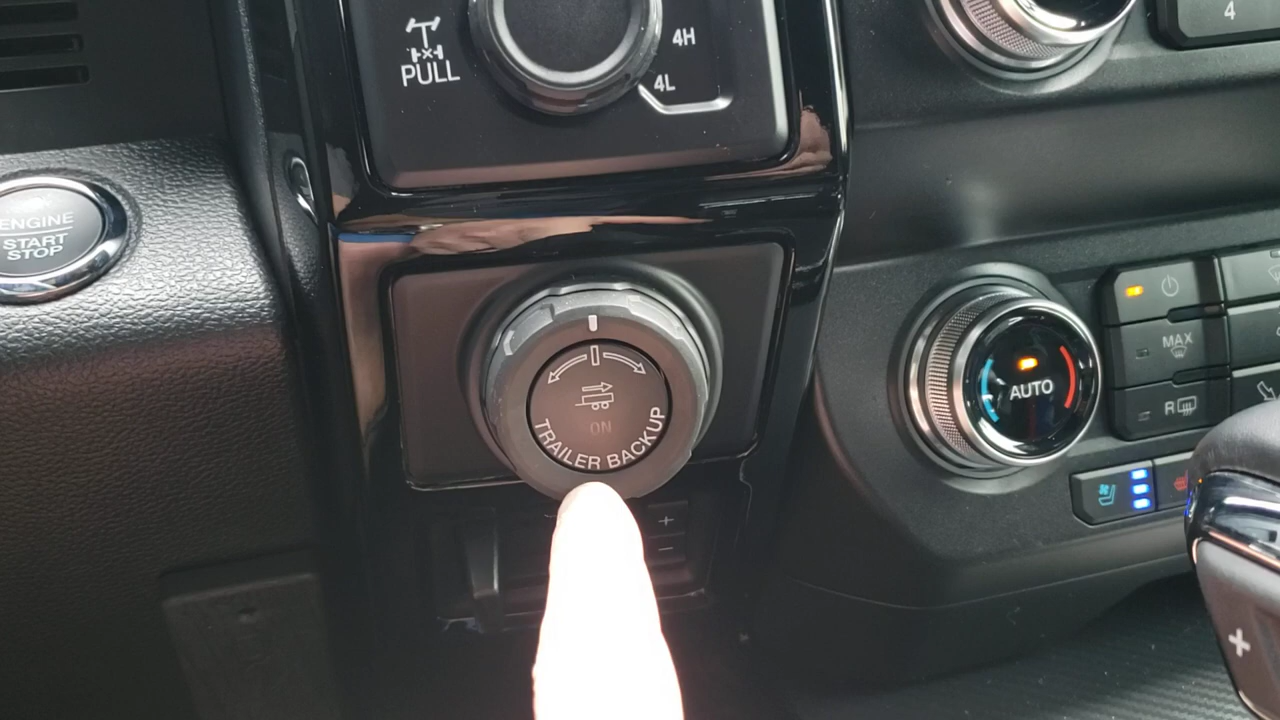 PULL
4H
4L
4
ENGINE
START
STOP
ON
TRAILER BACKUP
AUTO
MAX
R
+
-
+